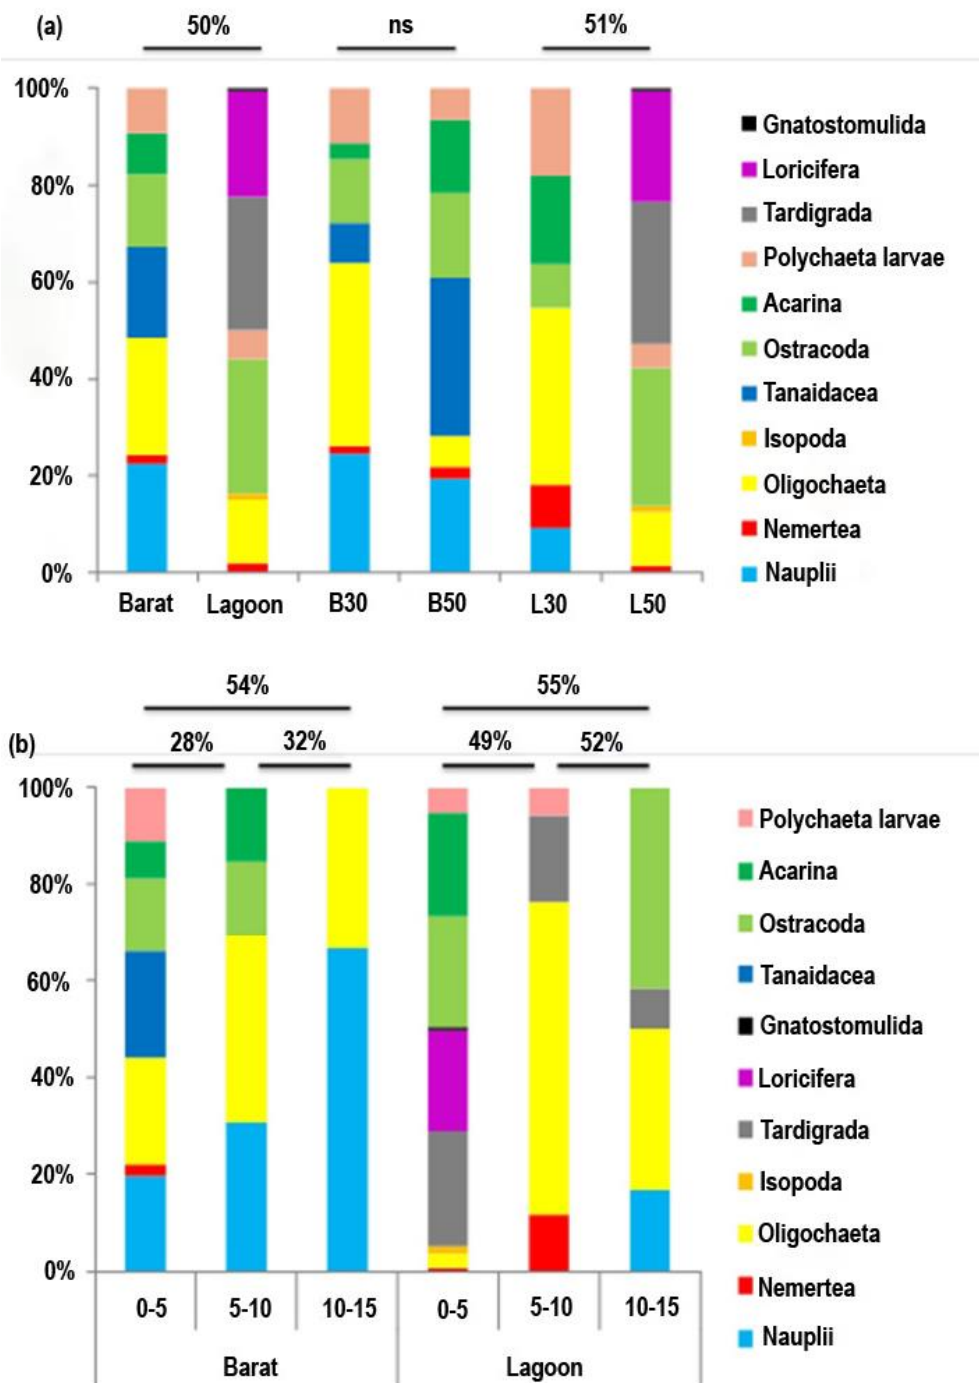 (a) 50% ns 51%
100% Gnatostomulida
Loricifera
80% Tardigrada
Polychaeta larvae
60% Acarina
Ostracoda
40% Tanaidacea
Isopoda
20% Oligochaeta
Nemertea
0% Nauplii
Barat Lagoon B30 B50 L30 L50
54% 55%
(b) 28% 32% 49% 52%
100% Polychaeta larvae
Acarina
80% Ostracoda
Tanaidacea
60% Gnatostomulida
Loricifera
40% Tardigrada
Isopoda
20% Oligochaeta
Nemertea
0% Nauplii
0-5 5-10 10-15 0-5 5-10 10-15
Barat Lagoon